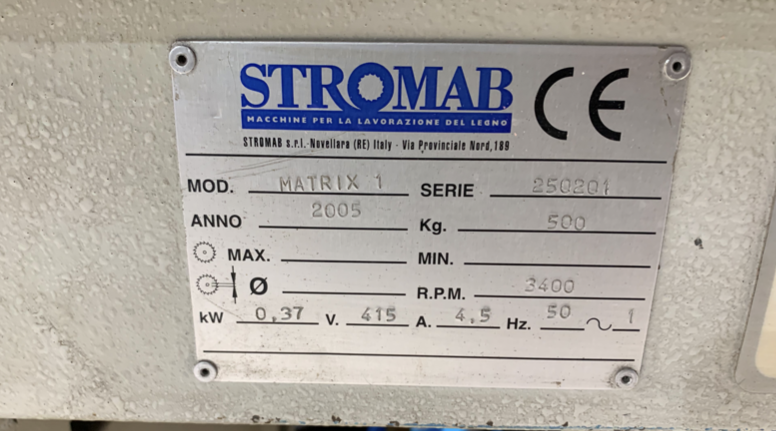 STROMAB
MACCHINE PER LA LAVORAZIONE DEL LEGNO
STROMAB s.r.l.-Novellara (RE) Italy - Via Provinciale Nord,189
CE
MOD. MATRIX 1 SERIE 250201
ANNO 2005 Kg. 500
MAX. MIN.
Ø R.P.M. 3400
kW 0,37 V. 415 A. 4,5 Hz. 50 ~ 1